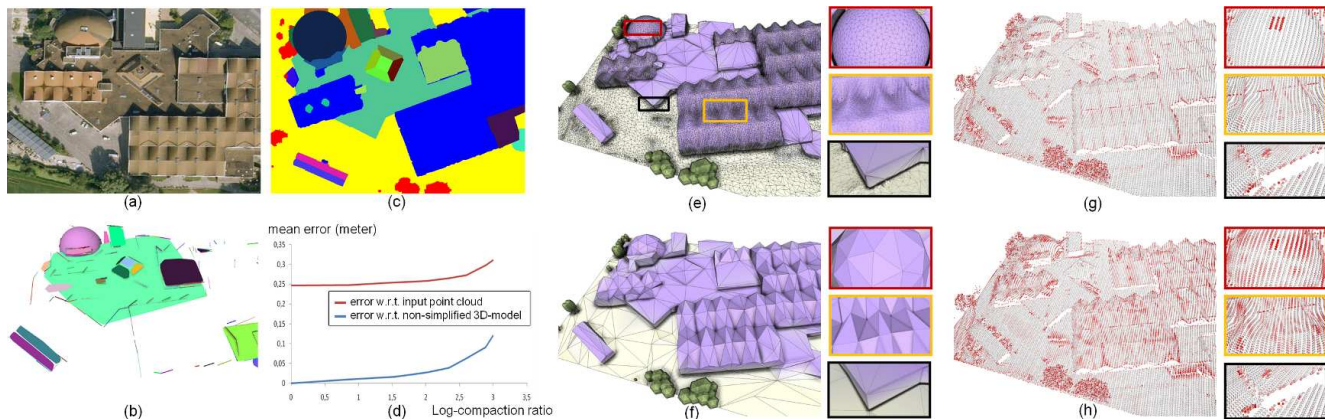 (a)
(c)
(e)
(g)
mean error (meter)
0,35
0,3
0,25
0,2
0,15
0,1
0,05
0
error w.r.t. input point cloud
error w.r.t. non-simplified 3D-model
0
0,5
1
1,5
2
2,5
3
3,5
(b)
(d)
Log-compaction ratio
(f)
(h)